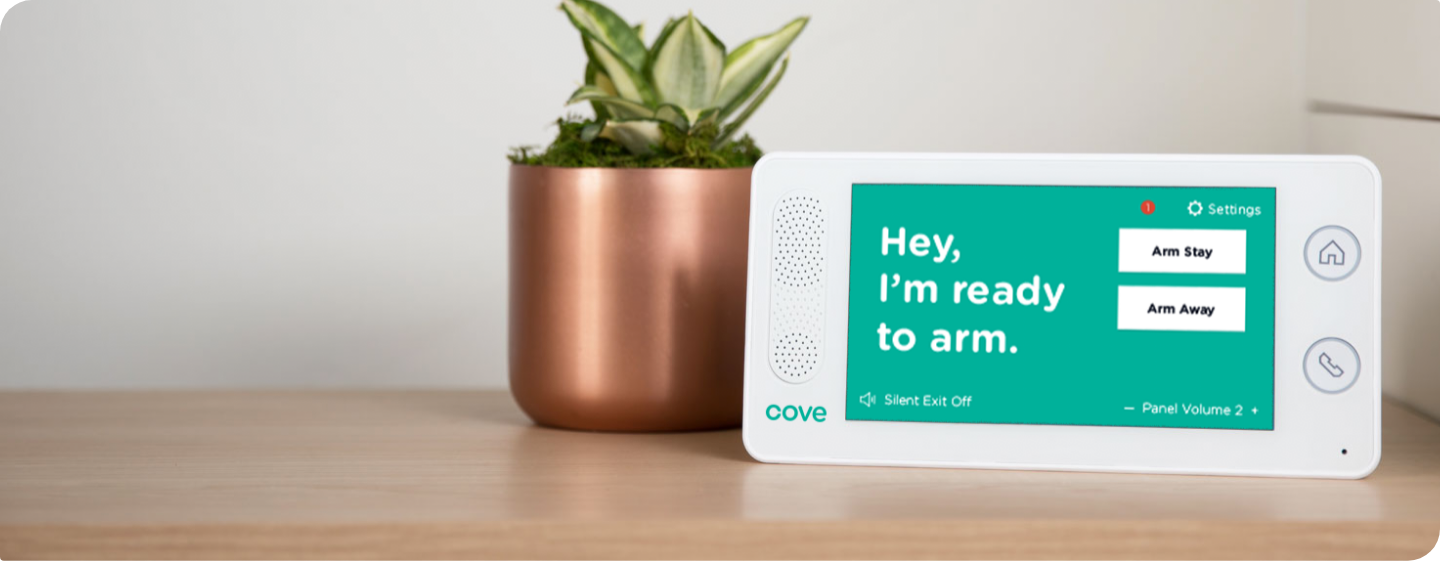 1
Settings
Hey,
I'm ready
to arm.
Arm Stay
Arm Away
Silent Exit Off
– Panel Volume 2 +
cove